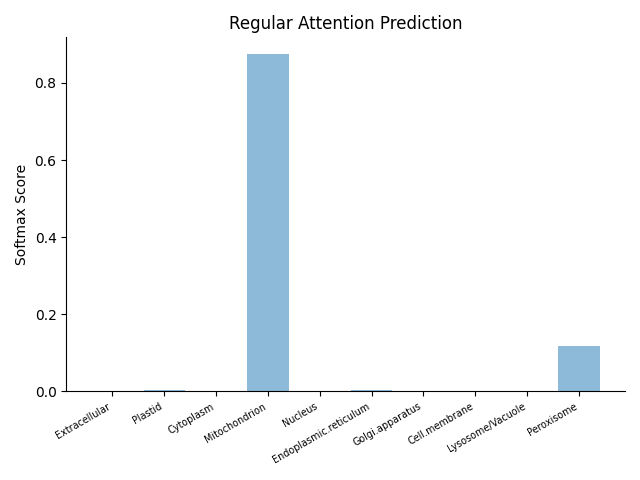 Regular Attention Prediction
Softmax Score
0.8
0.6
0.4
0.2
0.0
Extracellular
Plastid
Cytoplasm
Mitochondrion
Nucleus
Endoplasmic.reticulum
Golgi.apparatus
Cell.membrane
Lysosome/Vacuole
Peroxisome